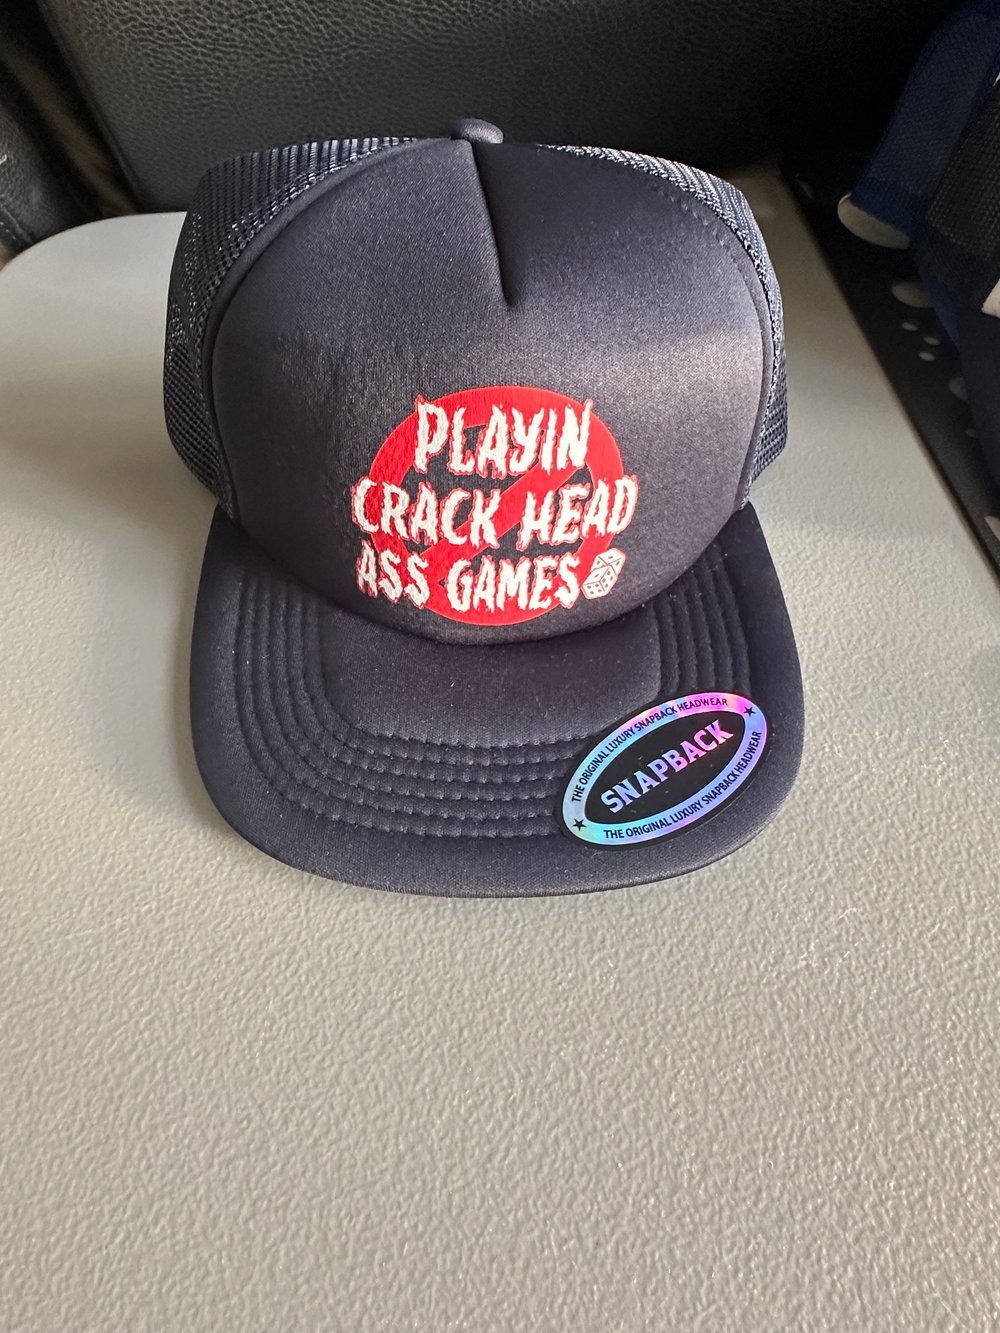 PLAYIN
CRACK HEAD
ASS GAMES
THE ORIGINAL LUXURY SNAPBACK HEADWEAR
SNAPBACK
THE ORIGINAL LUXURY SNAPBACK HEADWEAR